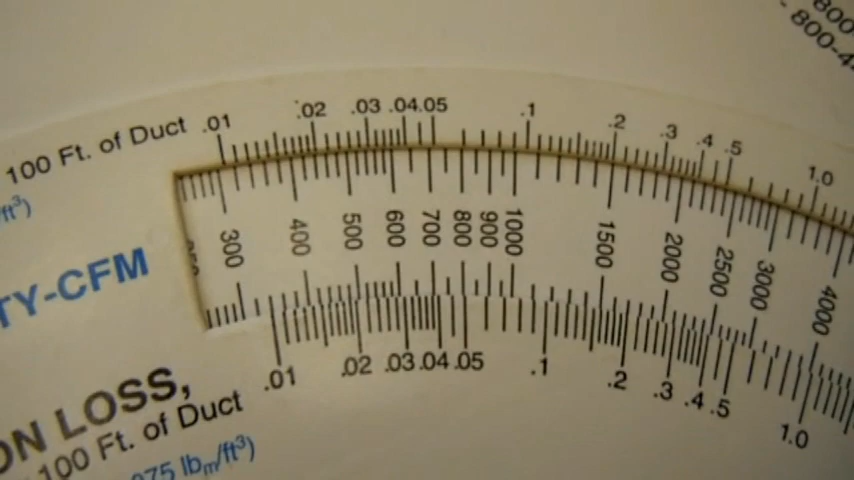 800
- 800-4
.01 .02 .03 .04 .05 .1 .2 .3 .4 .5 1.0
100 Ft. of Duct
/ft³)
300 400 500 600 700 800 900 1000 1500 2000 2500 3000 4000
TY-CFM
.01 .02 .03 .04 .05 .1 .2 .3 .4 .5 1.0
ON LOSS,
100 Ft. of Duct
075 lbm/ft³)